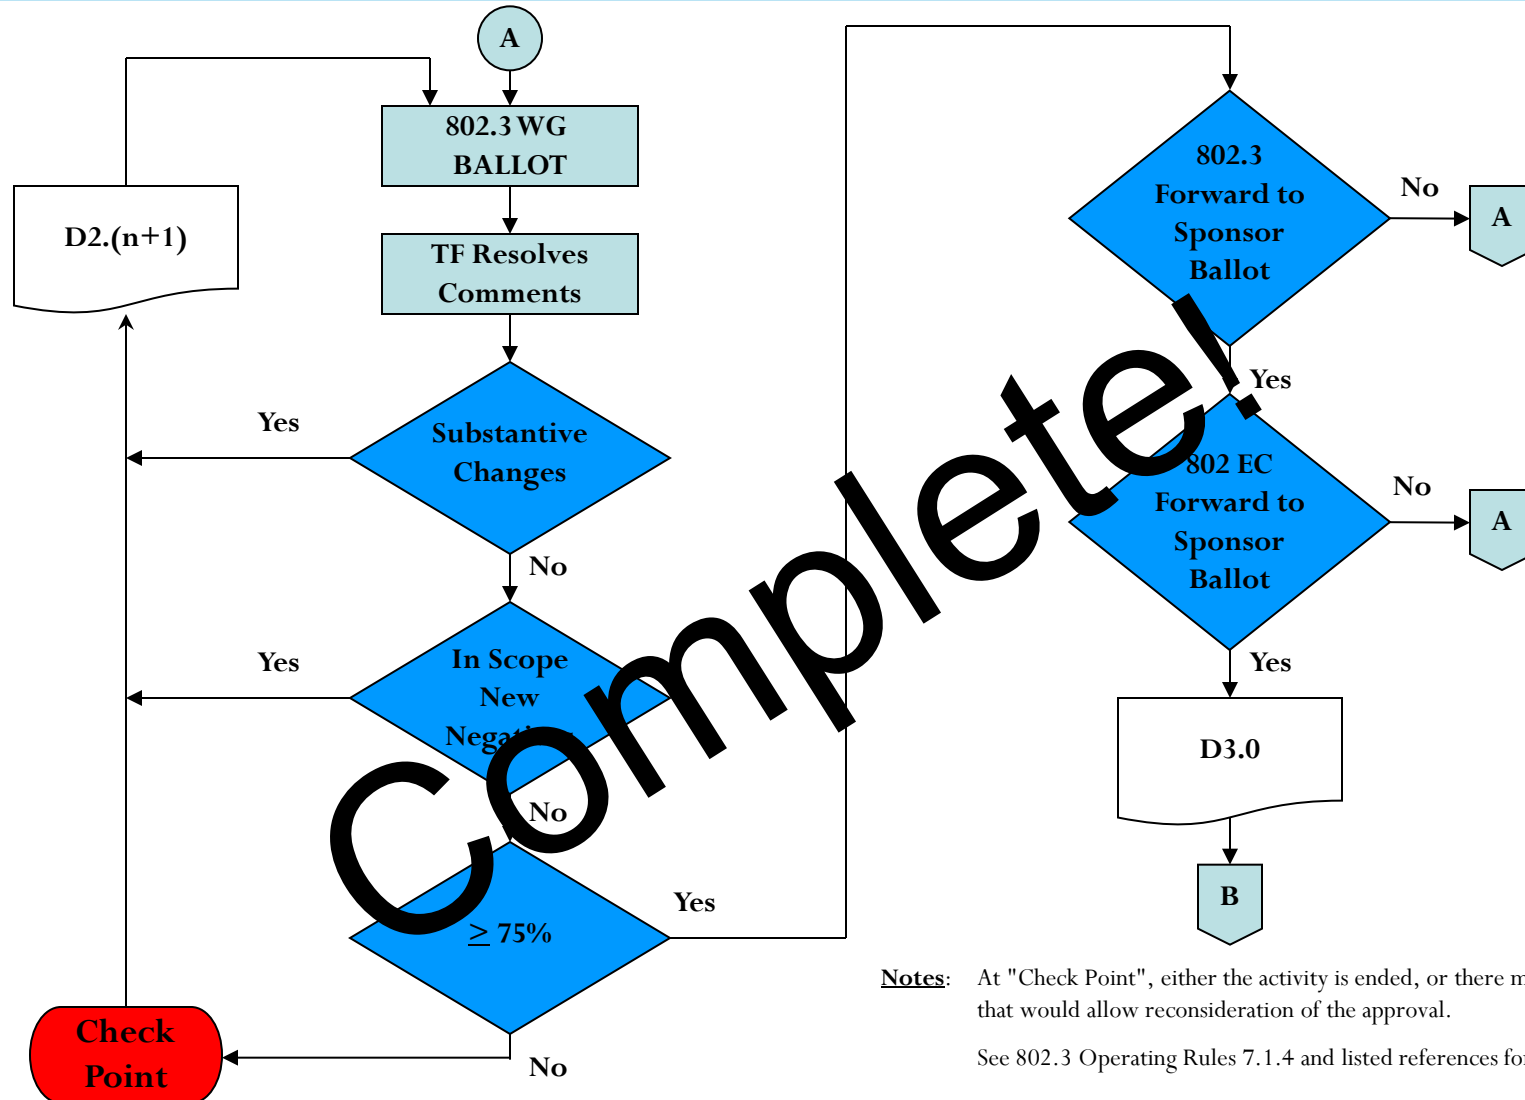 A
802.3 WG
BALLOT
D2.(n+1)
TF Resolves
Comments
Yes
Substantive
Changes
No
Yes
In Scope
New
No
Yes
≥ 75%
Check
Point
No
802.3
Forward to
Sponsor
Ballot
No
A
Yes
802 EC
Forward to
Sponsor
Ballot
No
A
Yes
D3.0
B
Complete!
Notes: At "Check Point", either the activity is ended, or there
that would allow reconsideration of the approval.
See 802.3 Operating Rules 7.1.4 and listed references